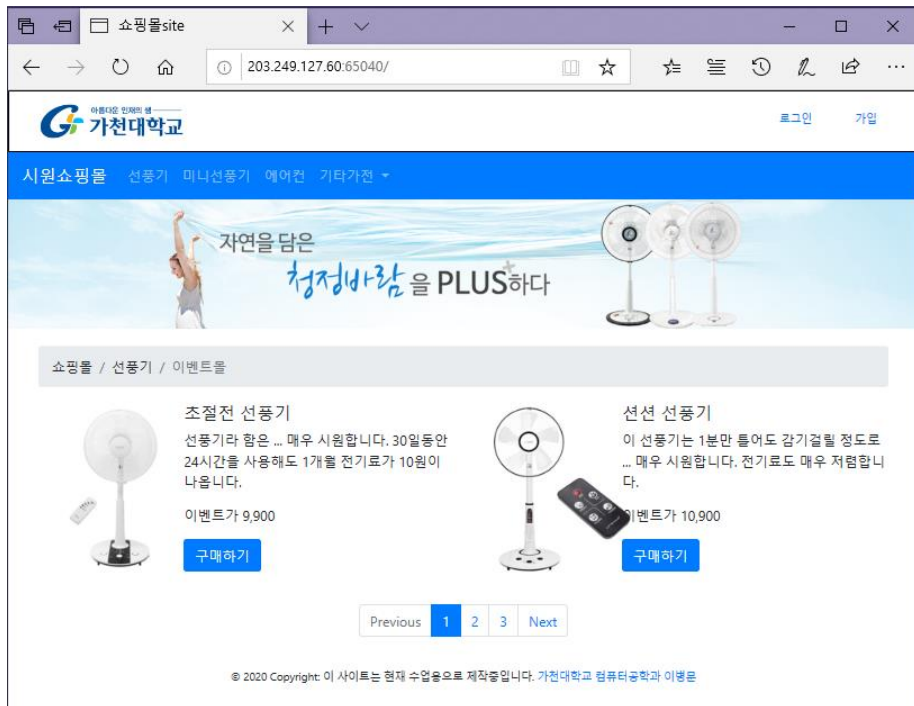 쇼핑몰site
203.249.127.60:65040/
아름다운 인재의 샘
가천대학교
로그인 가입
시원쇼핑몰 선풍기 미니선풍기 에어컨 기타가전
자연을 담은
청정바람을 PLUS+하다
쇼핑몰 / 선풍기 / 이벤트몰
초절전 선풍기
선풍기라 함은 ... 매우 시원합니다. 30일동안
24시간을 사용해도 1개월 전기료가 10원이
나옵니다.
이벤트가 9,900
구매하기
션션 선풍기
이 선풍기는 1분만 틀어도 감기걸릴 정도로
... 매우 시원합니다. 전기료도 매우 저렴합니
다.
이벤트가 10,900
구매하기
Previous 1 2 3 Next
© 2020 Copyright: 이 사이트는 현재 수업용으로 제작중입니다. 가천대학교 컴퓨터공학과 이병문